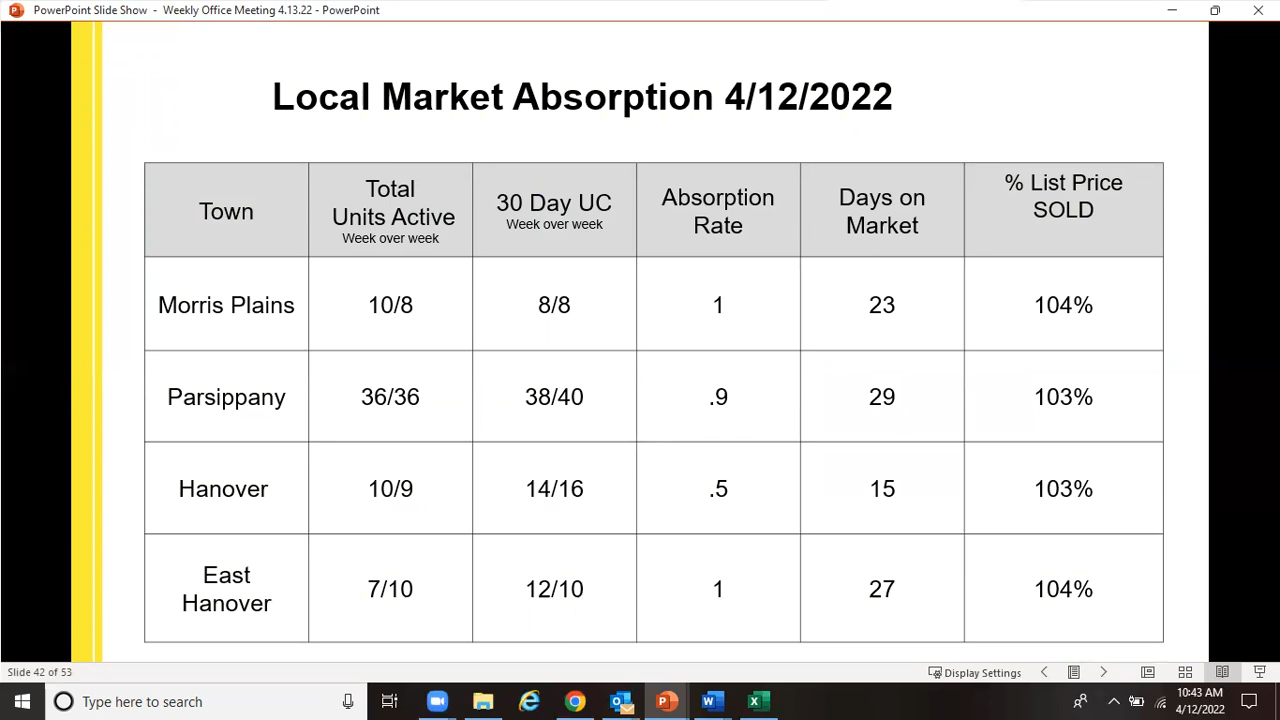 PowerPoint Slide Show - Weekly Office Meeting 4.13.22 - PowerPoint
Local Market Absorption 4/12/2022
Town
Total
Units Active
Week over week
30 Day UC
Week over week
Absorption
Rate
Days on
Market
% List Price
SOLD
Morris Plains
10/8
8/8
1
23
104%
Parsippany
36/36
38/40
.9
29
103%
Hanover
10/9
14/16
.5
15
103%
East
Hanover
7/10
12/10
1
27
104%
Slide 42 of 53
Display Settings
Type here to search
10:43 AM
4/12/2022